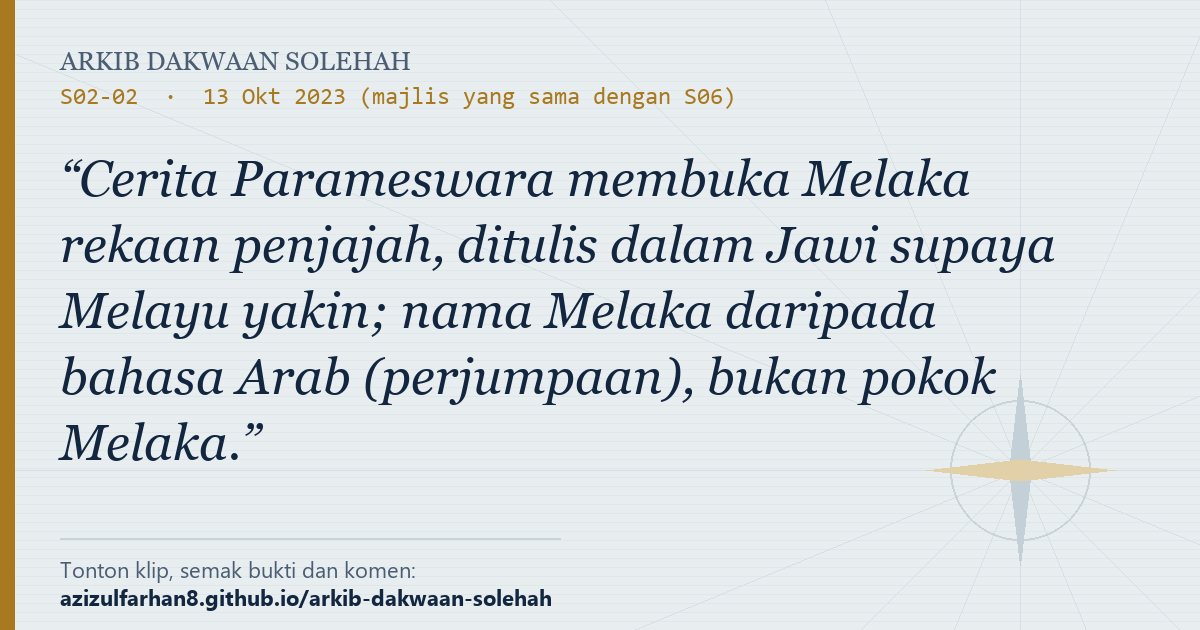 ARKIB DAKWAAN SOLEHAH
S02-02 · 13 Okt 2023 (majlis yang sama dengan S06)
“Cerita Parameswara membuka Melaka
rekaan penjajah, ditulis dalam Jawi supaya
Melayu yakin; nama Melaka daripada
bahasa Arab (perjumpaan), bukan pokok
Melaka.”
Tonton klip, semak bukti dan komen:
azizulfarhan8.github.io/arkib-dakwaan-solehah